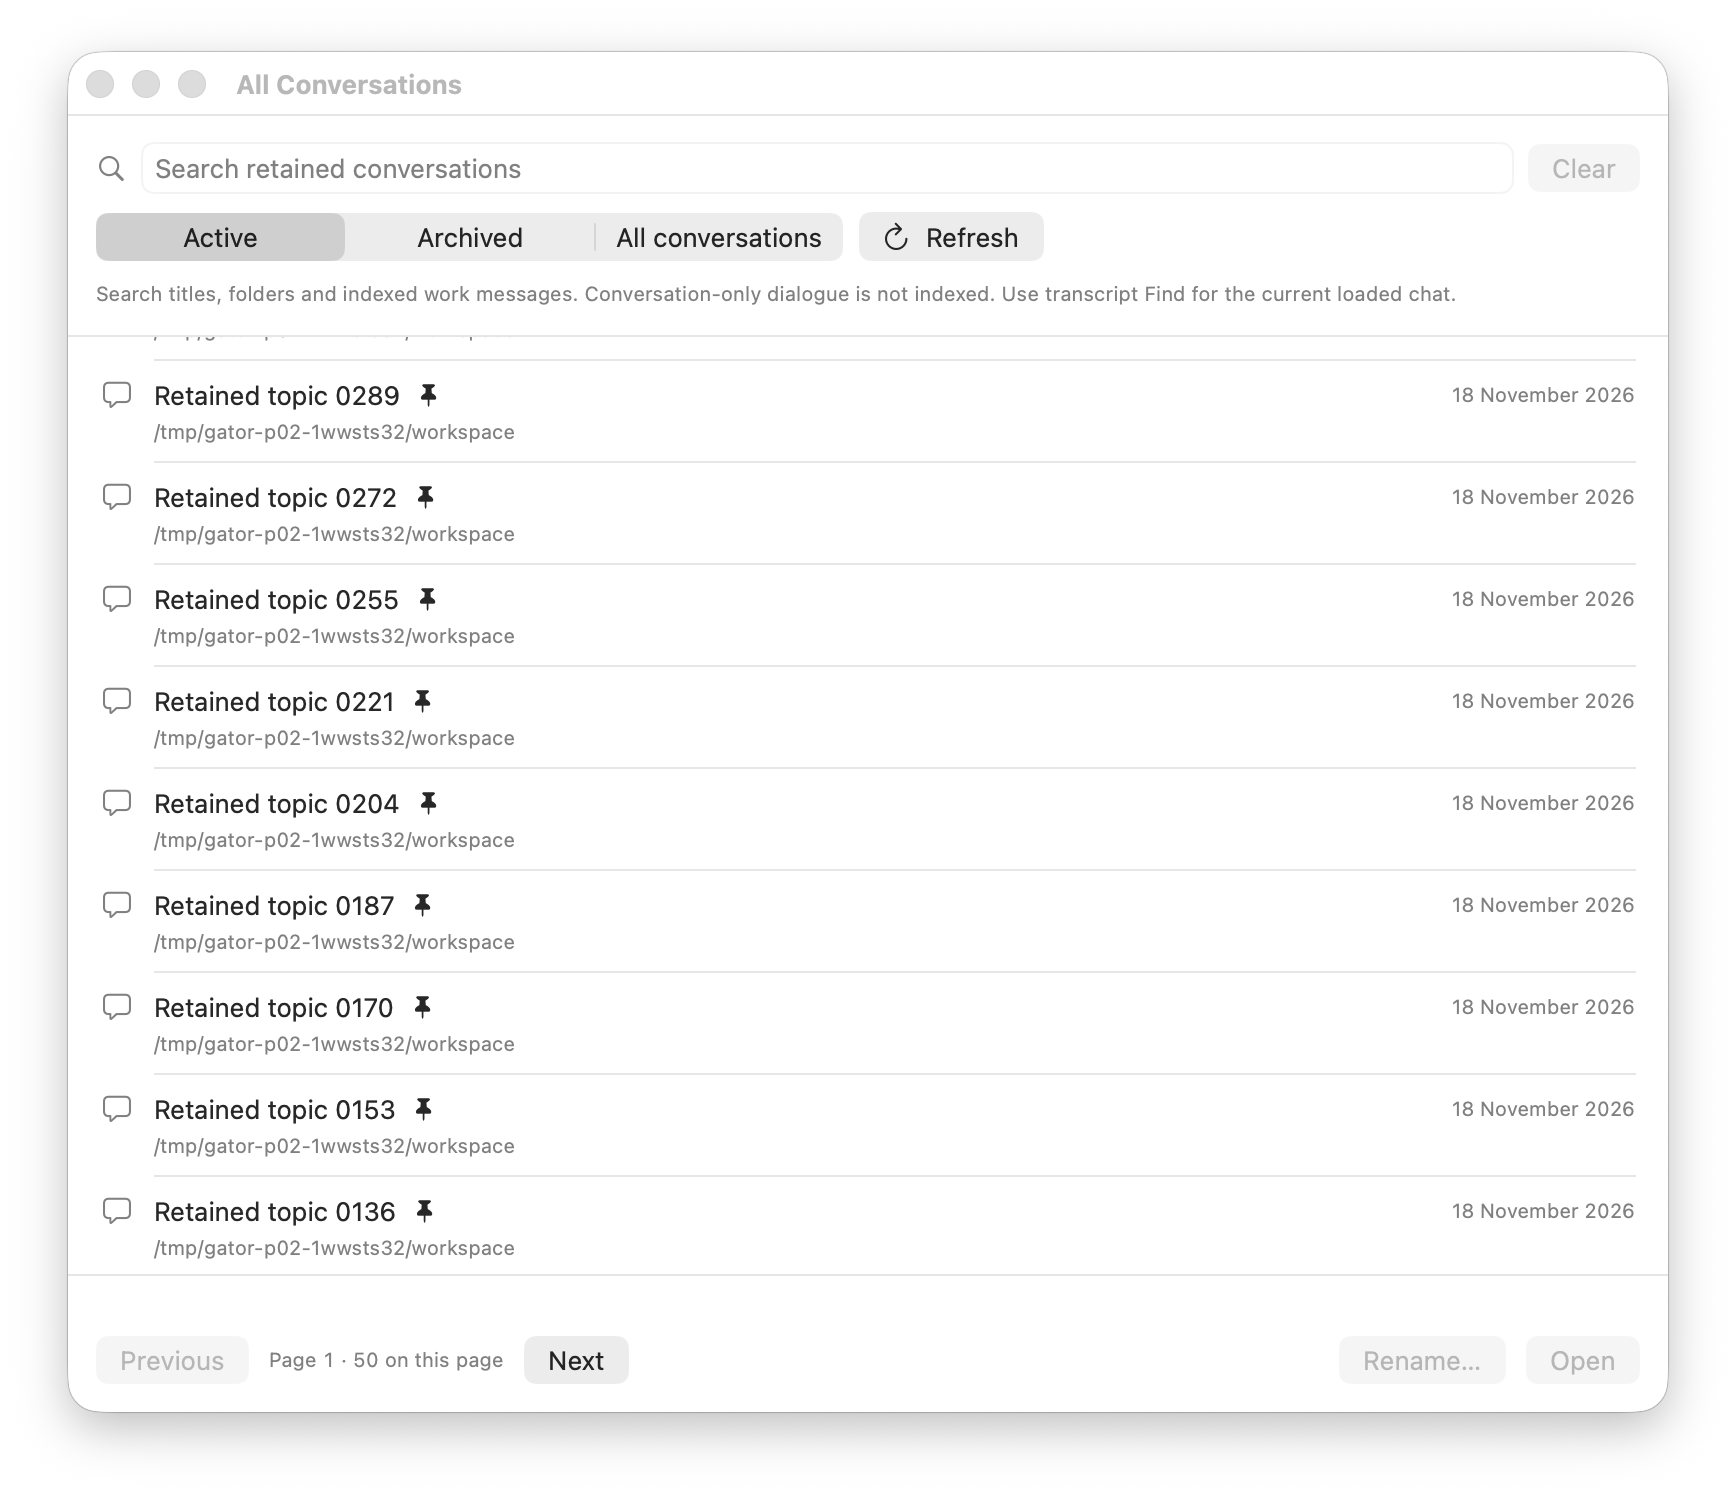 All Conversations
Search retained conversations
Clear
Active
Archived
All conversations
Refresh
Search titles, folders and indexed work messages. Conversation-only dialogue is not indexed. Use transcript Find for the current loaded chat.
Retained topic 0289
18 November 2026
/tmp/gator-p02-1wwsts32/workspace
Retained topic 0272
18 November 2026
/tmp/gator-p02-1wwsts32/workspace
Retained topic 0255
18 November 2026
/tmp/gator-p02-1wwsts32/workspace
Retained topic 0221
18 November 2026
/tmp/gator-p02-1wwsts32/workspace
Retained topic 0204
18 November 2026
/tmp/gator-p02-1wwsts32/workspace
Retained topic 0187
18 November 2026
/tmp/gator-p02-1wwsts32/workspace
Retained topic 0170
18 November 2026
/tmp/gator-p02-1wwsts32/workspace
Retained topic 0153
18 November 2026
/tmp/gator-p02-1wwsts32/workspace
Retained topic 0136
18 November 2026
/tmp/gator-p02-1wwsts32/workspace
Previous
Page 1 · 50 on this page
Next
Rename...
Open